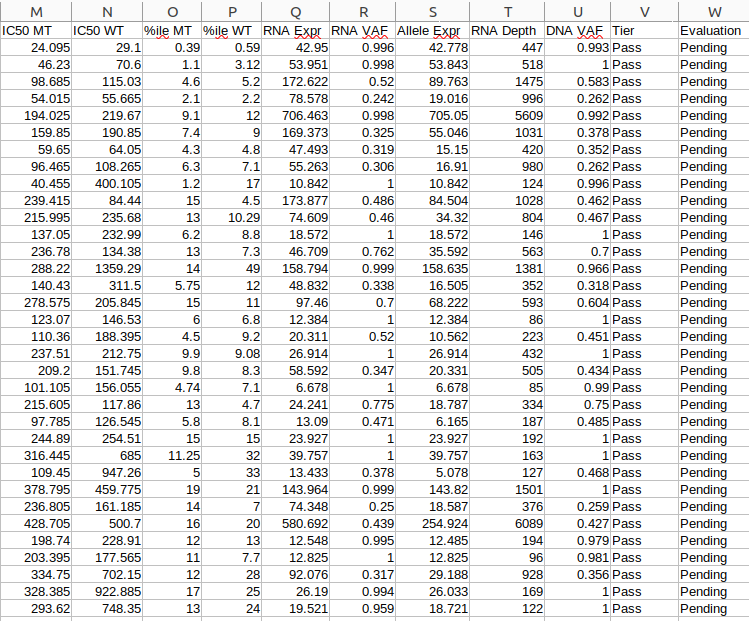 M N O P Q R S T U V W
IC50 MT IC50 WT %ile MT %ile WT RNA Expr RNA VAF Allele Expr RNA Depth DNA VAF Tier Evaluation
24.095 29.1 0.39 0.59 42.95 0.996 42.778 447 0.993 Pass Pending
46.23 70.6 1.1 3.12 53.951 0.998 53.843 518 1 Pass Pending
98.685 115.03 4.6 5.2 172.622 0.52 89.763 1475 0.583 Pass Pending
54.015 55.665 2.1 2.2 78.578 0.242 19.016 996 0.262 Pass Pending
194.025 219.67 9.1 12 706.463 0.998 705.05 5609 0.992 Pass Pending
159.85 190.85 7.4 9 169.373 0.325 55.046 1031 0.378 Pass Pending
59.65 64.05 4.3 4.8 47.493 0.319 15.15 420 0.352 Pass Pending
96.465 108.265 6.3 7.1 55.263 0.306 16.91 980 0.262 Pass Pending
40.455 400.105 1.2 17 10.842 1 10.842 124 0.996 Pass Pending
239.415 84.44 15 4.5 173.877 0.486 84.504 1028 0.462 Pass Pending
215.995 235.68 13 10.29 74.609 0.46 34.32 804 0.467 Pass Pending
137.05 232.99 6.2 8.8 18.572 1 18.572 146 1 Pass Pending
236.78 134.38 13 7.3 46.709 0.762 35.592 563 0.7 Pass Pending
288.22 1359.29 14 49 158.794 0.999 158.635 1381 0.966 Pass Pending
140.43 311.5 5.75 12 48.832 0.338 16.505 352 0.318 Pass Pending
278.575 205.845 15 11 97.46 0.7 68.222 593 0.604 Pass Pending
123.07 146.53 6 6.8 12.384 1 12.384 86 1 Pass Pending
110.36 188.395 4.5 9.2 20.311 0.52 10.562 223 0.451 Pass Pending
237.51 212.75 9.9 9.08 26.914 1 26.914 432 1 Pass Pending
209.2 151.745 9.8 8.3 58.592 0.347 20.331 505 0.434 Pass Pending
101.105 156.055 4.74 7.1 6.678 1 6.678 85 0.99 Pass Pending
215.605 117.86 13 4.7 24.241 0.775 18.787 334 0.75 Pass Pending
97.785 126.545 5.8 8.1 13.09 0.471 6.165 187 0.485 Pass Pending
244.89 254.51 15 15 23.927 1 23.927 192 1 Pass Pending
316.445 685 11.25 32 39.757 1 39.757 163 1 Pass Pending
109.45 947.26 5 33 13.433 0.378 5.078 127 0.468 Pass Pending
378.795 459.775 19 21 143.964 0.999 143.82 1501 1 Pass Pending
236.805 161.185 14 7 74.348 0.25 18.587 376 0.259 Pass Pending
428.705 500.7 16 20 580.692 0.439 254.924 6089 0.427 Pass Pending
198.74 228.91 12 13 12.548 0.995 12.485 194 0.979 Pass Pending
203.395 177.565 11 7.7 12.825 1 12.825 96 0.981 Pass Pending
334.75 702.15 12 28 92.076 0.317 29.188 928 0.356 Pass Pending
328.385 922.885 17 25 26.19 0.994 26.033 169 1 Pass Pending
293.62 748.35 13 24 19.521 0.959 18.721 122 1 Pass Pending